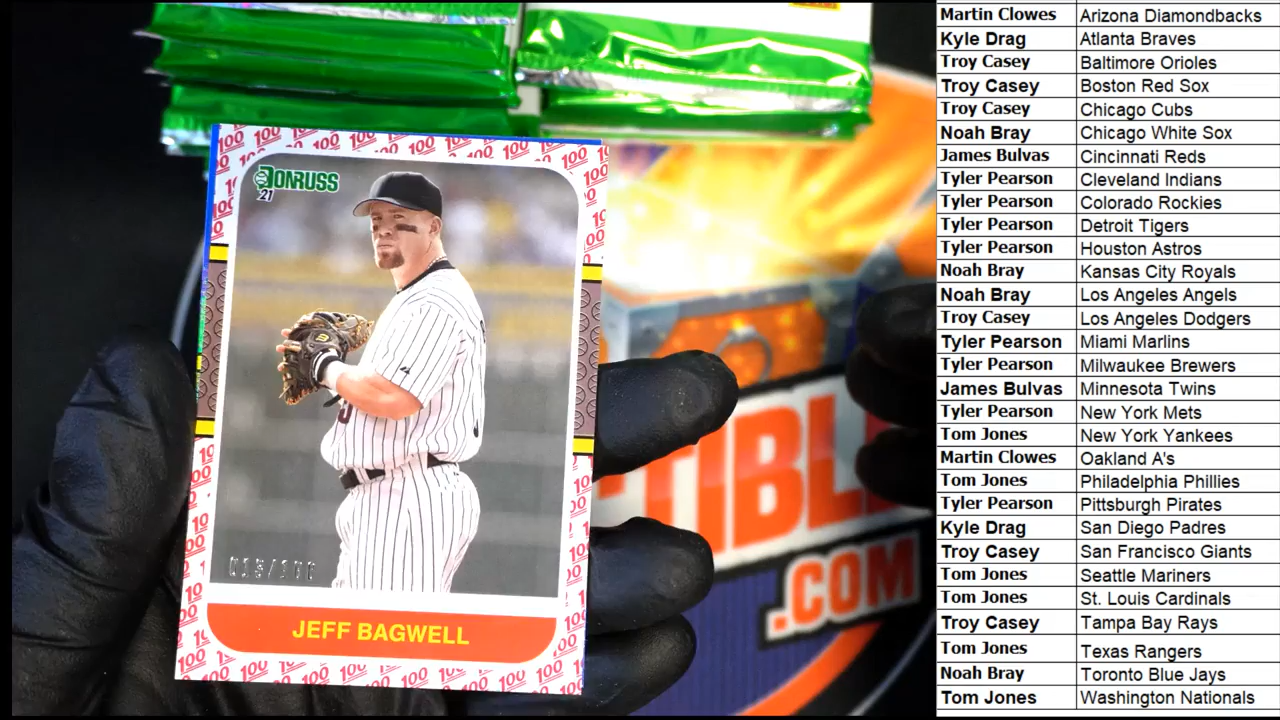 DONRUSS
21
JEFF BAGWELL
TIBL
.COM
Martin Clowes Arizona Diamondbacks
Kyle Drag Atlanta Braves
Troy Casey Baltimore Orioles
Troy Casey Boston Red Sox
Troy Casey Chicago Cubs
Noah Bray Chicago White Sox
James Bulvas Cincinnati Reds
Tyler Pearson Cleveland Indians
Tyler Pearson Colorado Rockies
Tyler Pearson Detroit Tigers
Tyler Pearson Houston Astros
Noah Bray Kansas City Royals
Noah Bray Los Angeles Angels
Troy Casey Los Angeles Dodgers
Tyler Pearson Miami Marlins
Tyler Pearson Milwaukee Brewers
James Bulvas Minnesota Twins
Tyler Pearson New York Mets
Tom Jones New York Yankees
Martin Clowes Oakland A's
Tom Jones Philadelphia Phillies
Tyler Pearson Pittsburgh Pirates
Kyle Drag San Diego Padres
Troy Casey San Francisco Giants
Tom Jones Seattle Mariners
Tom Jones St. Louis Cardinals
Troy Casey Tampa Bay Rays
Tom Jones Texas Rangers
Noah Bray Toronto Blue Jays
Tom Jones Washington Nationals